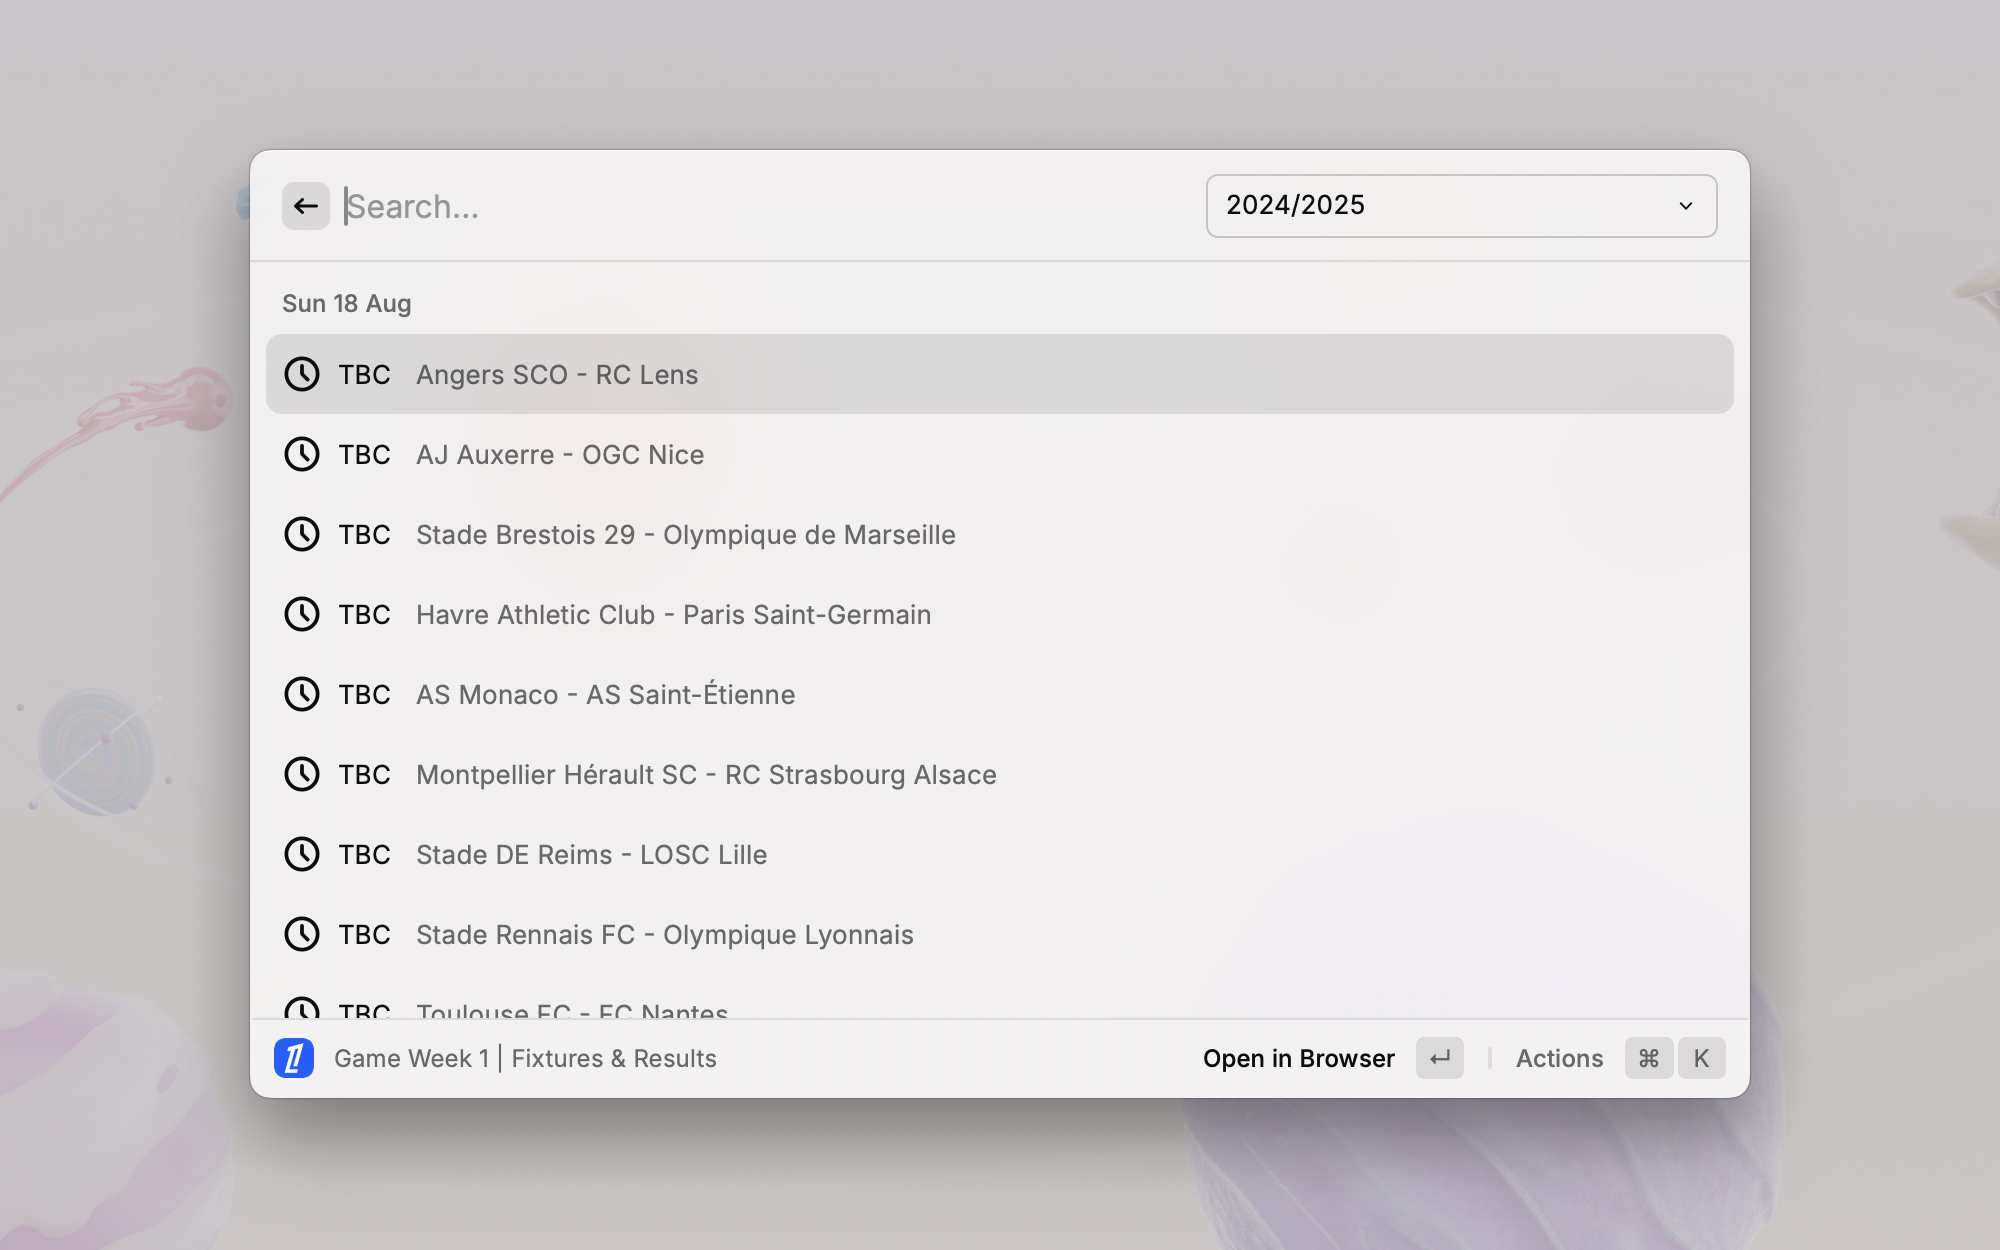 Search...
2024/2025
Sun 18 Aug
TBC Angers SCO - RC Lens
TBC AJ Auxerre - OGC Nice
TBC Stade Brestois 29 - Olympique de Marseille
TBC Havre Athletic Club - Paris Saint-Germain
TBC AS Monaco - AS Saint-Étienne
TBC Montpellier Hérault SC - RC Strasbourg Alsace
TBC Stade DE Reims - LOSC Lille
TBC Stade Rennais FC - Olympique Lyonnais
TBC Toulouse FC - FC Nantes
Game Week 1 | Fixtures & Results
Open in Browser ↵ | Actions ⌘ K